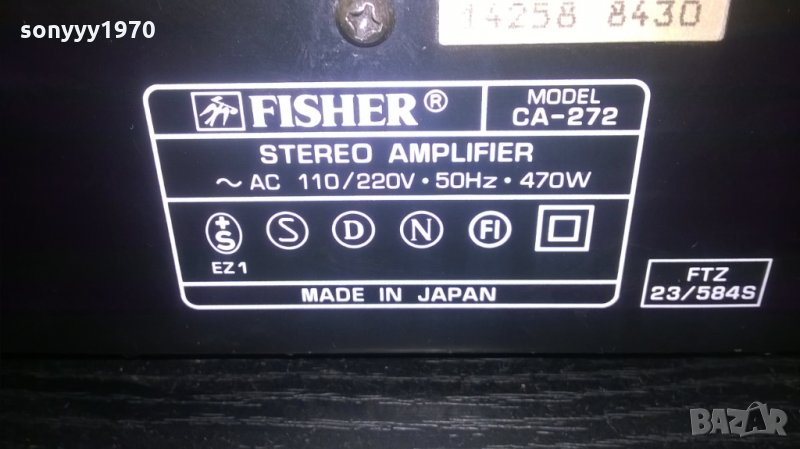 sonyyy1970
14258 8430
FISHER®
MODEL
CA-272
STEREO AMPLIFIER
~ AC 110/220V · 50Hz · 470W
+S S D N FI
EZ1
MADE IN JAPAN
FTZ
23/584S
BAZAR